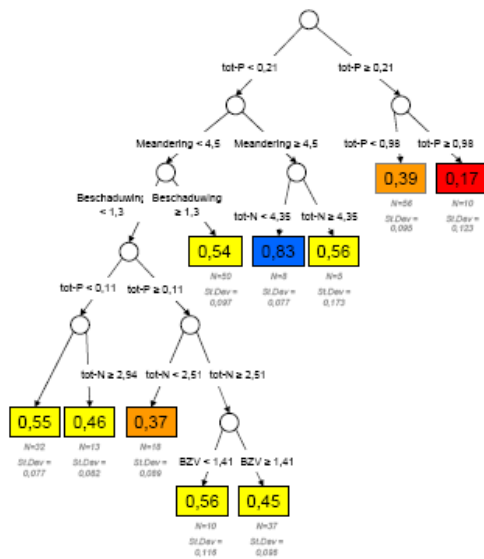 tot-P < 0,21
tot-P ≥ 0,21
Meandering < 4,5
Meandering ≥ 4,5
tot-P < 0,98
tot-P ≥ 0,98
0,39
0,17
N=56
N=10
St.Dev =
0,095
St.Dev =
0,123
Beschaduwing
< 1,3
Beschaduwing
≥ 1,3
tot-N < 4,35
tot-N ≥ 4,35
0,54
0,83
0,56
N=50
N=8
N=5
St.Dev =
0,097
St.Dev =
0,077
St.Dev =
0,173
tot-P < 0,11
tot-P ≥ 0,11
tot-N ≥ 2,94
tot-N < 2,51
tot-N ≥ 2,51
0,55
0,46
0,37
N=32
N=13
N=18
St.Dev =
0,077
St.Dev =
0,082
St.Dev =
0,089
BZV < 1,41
BZV ≥ 1,41
0,56
0,45
N=10
N=37
St.Dev =
0,116
St.Dev =
0,098